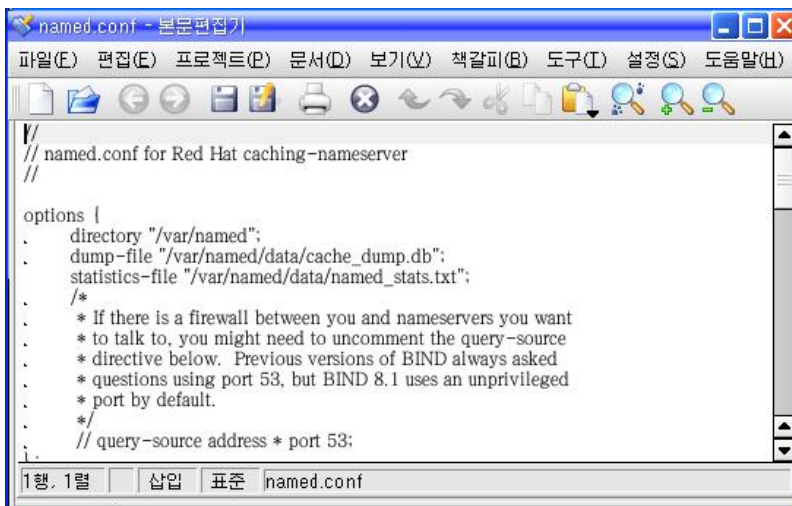 named.conf - 본문편집기
파일(F) 편집(E) 프로젝트(P) 문서(D) 보기(V) 책갈피(B) 도구(T) 설정(S) 도움말(H)
//
// named.conf for Red Hat caching-nameserver
//
options {
directory "/var/named";
dump-file "/var/named/data/cache_dump.db";
statistics-file "/var/named/data/named_stats.txt";
/*
* If there is a firewall between you and nameservers you want
* to talk to, you might need to uncomment the query-source
* directive below. Previous versions of BIND always asked
* questions using port 53, but BIND 8.1 uses an unprivileged
* port by default.
*/
// query-source address * port 53;
};
1행, 1렬 삽입 표준 named.conf